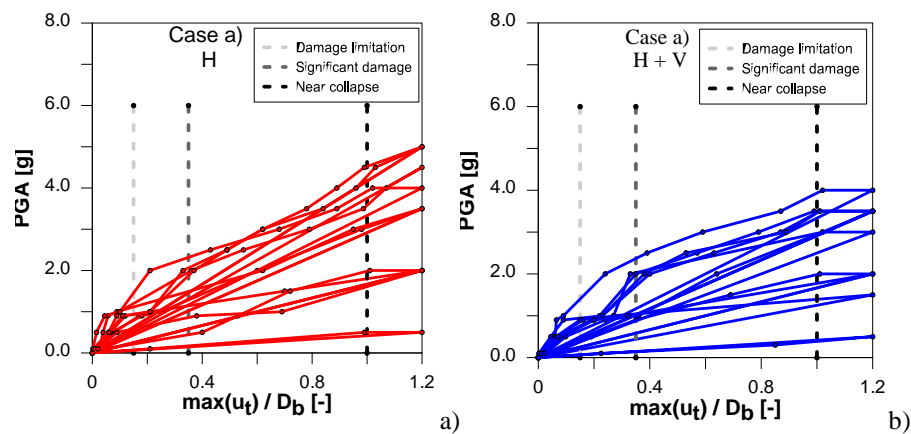 8.0
6.0
4.0
2.0
0.0
PGA [g]
Case a)
H
Damage limitation
Significant damage
Near collapse
0
0.4
0.8
1.2
max(ut) / Db [-]
a)
8.0
6.0
4.0
2.0
0.0
PGA [g]
Case a)
H + V
Damage limitation
Significant damage
Near collapse
0
0.4
0.8
1.2
max(ut) / Db [-]
b)